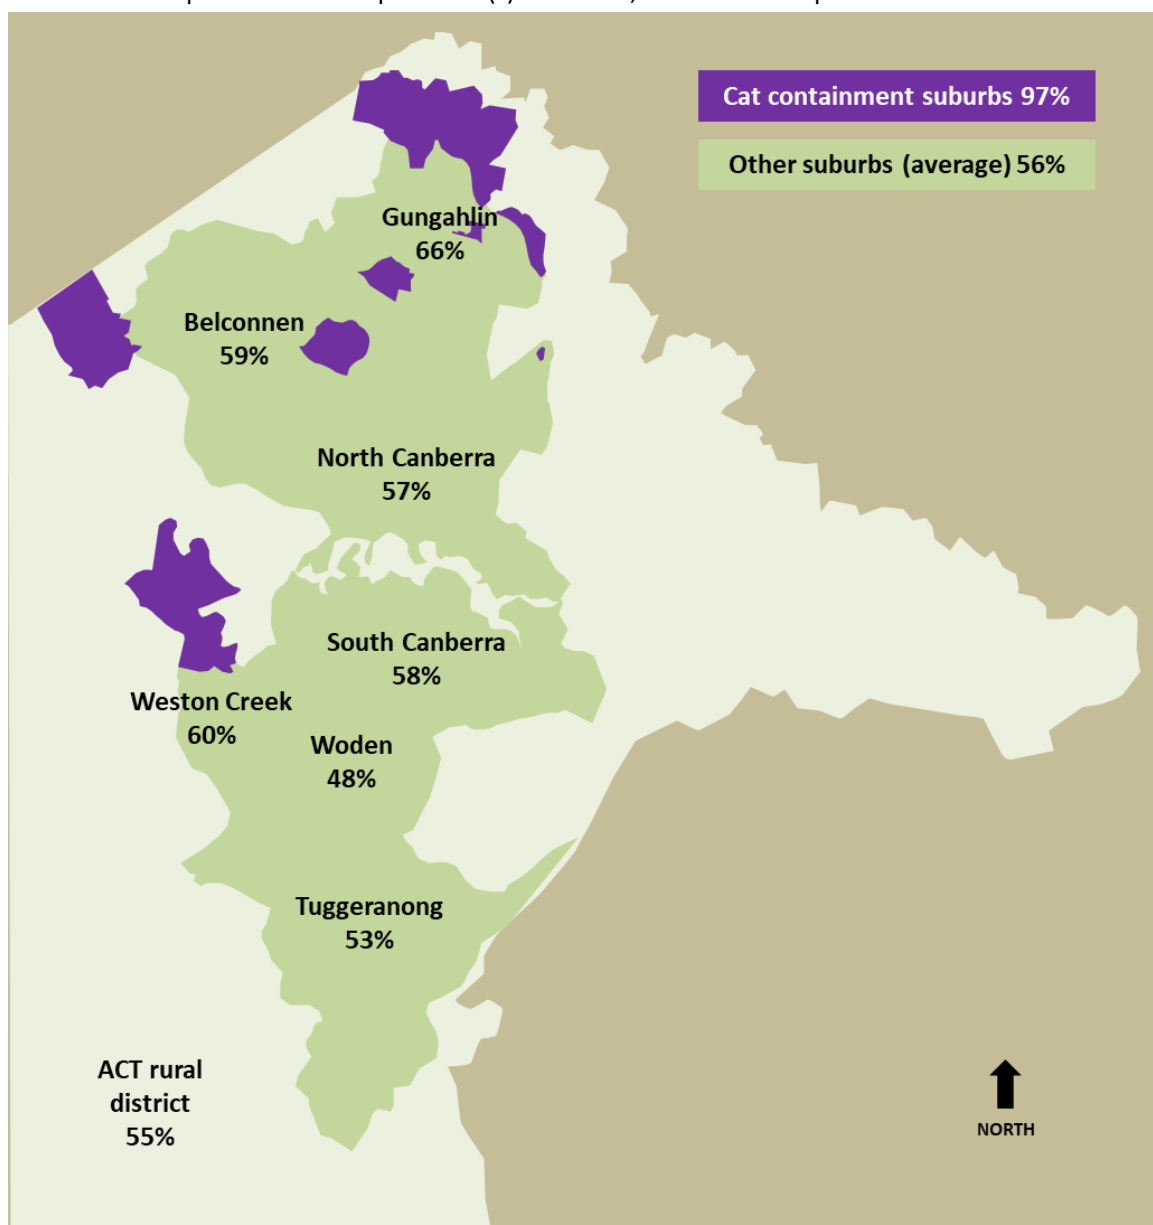 Cat containment suburbs 97%
Other suburbs (average) 56%
Gungahlin
66%
Belconnen
59%
North Canberra
57%
South Canberra
58%
Weston Creek
60%
Woden
48%
Tuggeranong
53%
ACT rural
district
55%
NORTH